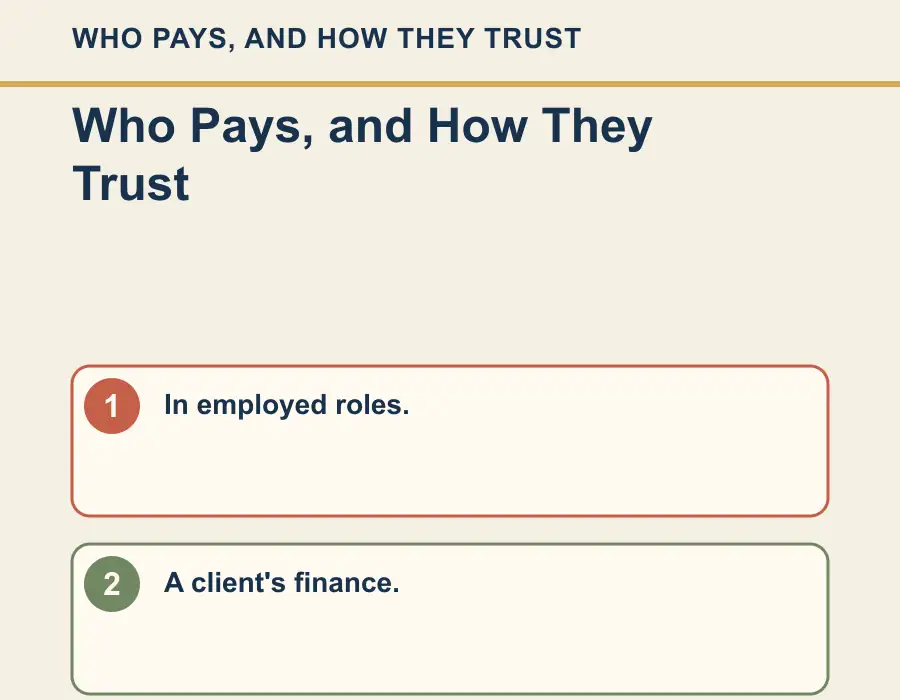 WHO PAYS, AND HOW THEY TRUST
Who Pays, and How They
Trust
1
In employed roles.
2
A client's finance.